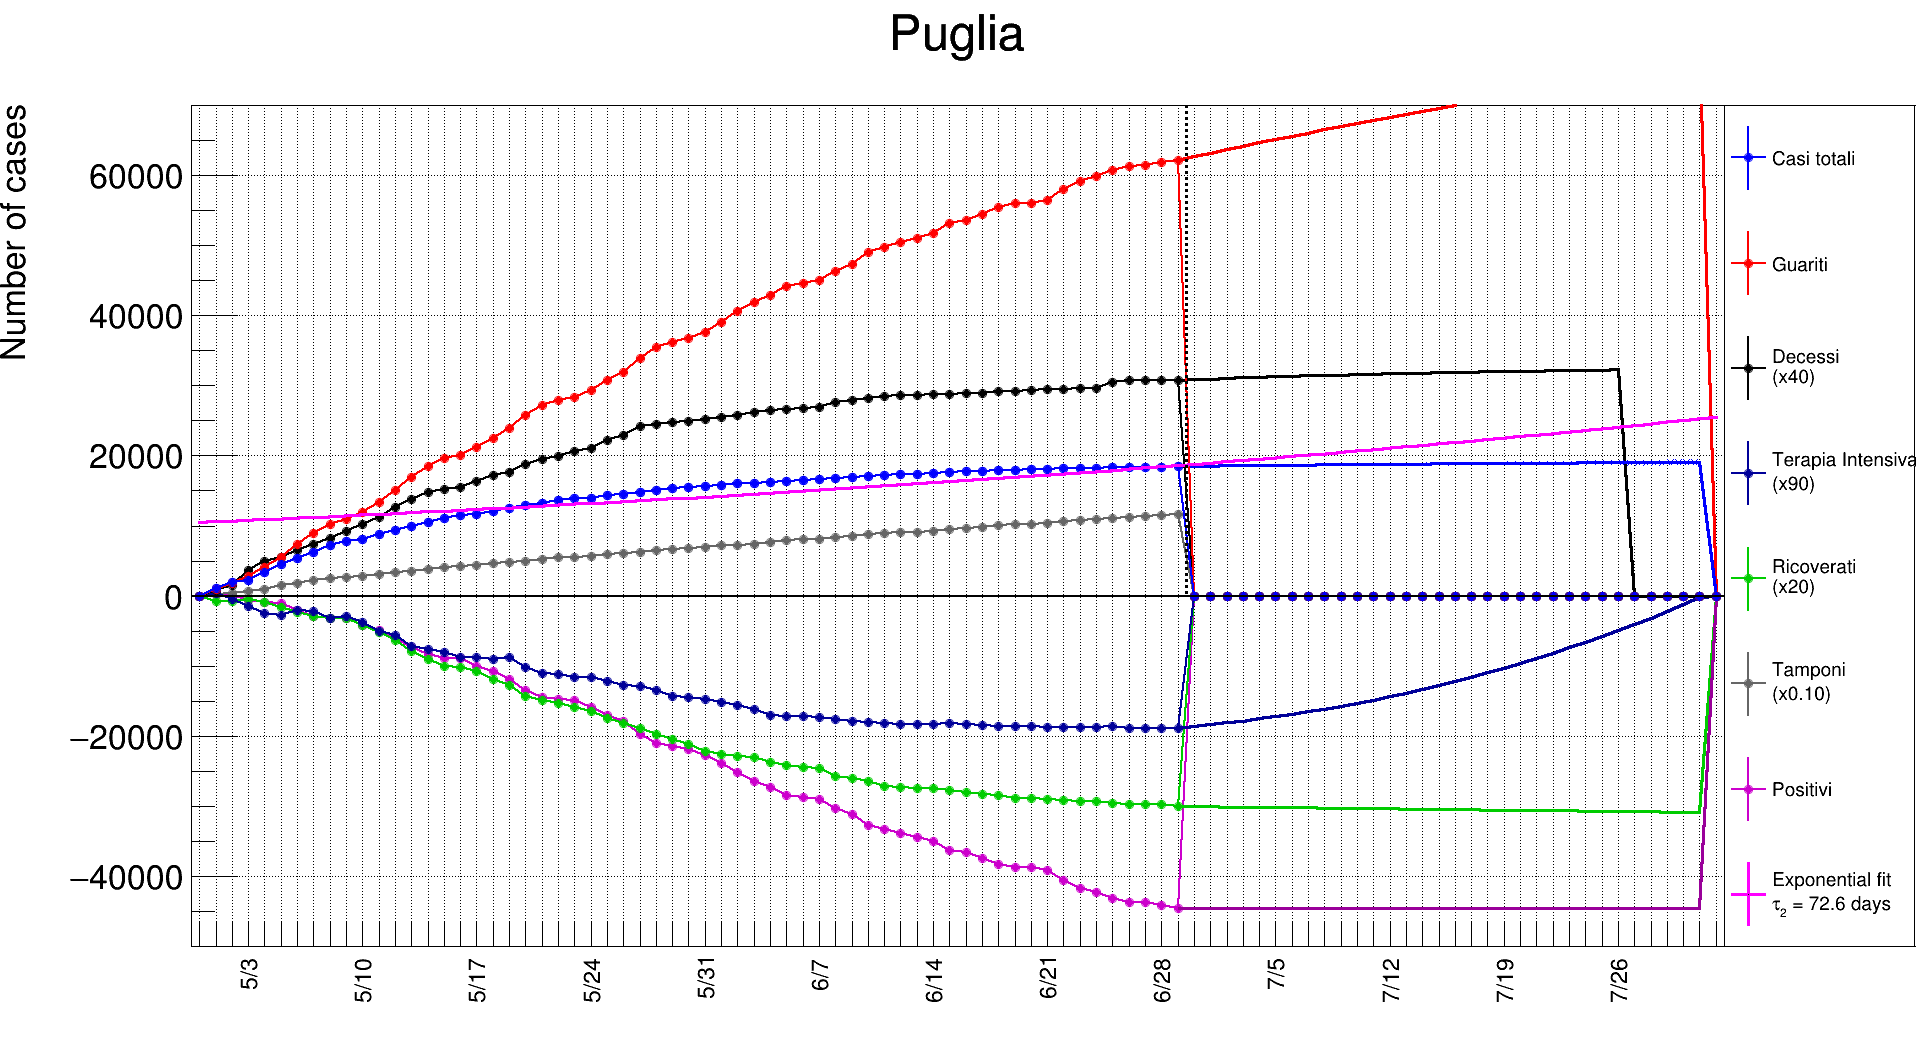 Puglia
Number of cases
60000
40000
20000
0
−20000
−40000
5/3
5/10
5/17
5/24
5/31
6/7
6/14
6/21
6/28
7/5
7/12
7/19
7/26
Casi totali
Guariti
Decessi
(x40)
Terapia Intensiva
(x90)
Ricoverati
(x20)
Tamponi
(x0.10)
Positivi
Exponential fit
τ2 = 72.6 days